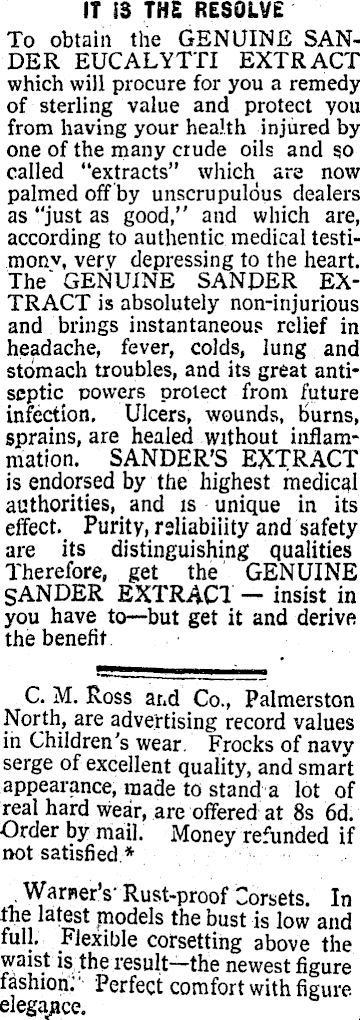 IT IS THE RESOLVE
To obtain the GENUINE SAN-
DER EUCALYTTI EXTRACT
which will procure for you a remedy
of sterling value and protect you
from having your health injured by
one of the many crude oils and so
called "extracts" which are now
palmed off by unscrupulous dealers
as "just as good," and which are,
according to authentic medical testi-
mony, very depressing to the heart.
The GENUINE SANDER EX-
TRACT is absolutely non-injurious
and brings instantaneous relief in
headache, fever, colds, lung and
stomach troubles, and its great anti-
septic powers protect from future
infection. Ulcers, wounds, burns,
sprains, are healed without inflam-
mation. SANDER'S EXTRACT
is endorsed by the highest medical
authorities, and is unique in its
effect. Purity, reliability and safety
are its distinguishing qualities
Therefore, get the GENUINE
SANDER EXTRACT — insist in
you have to—but get it and derive
the benefit.
C. M. Ross and Co., Palmerston
North, are advertising record values
in Children's wear. Frocks of navy
serge of excellent quality, and smart
appearance, made to stand a lot of
real hard wear, are offered at 8s 6d.
Order by mail. Money refunded if
not satisfied.*
Warner's Rust-proof Corsets. In
the latest models the bust is low and
full. Flexible corsetting above the
waist is the result—the newest figure
fashion. Perfect comfort with figure
elegance.